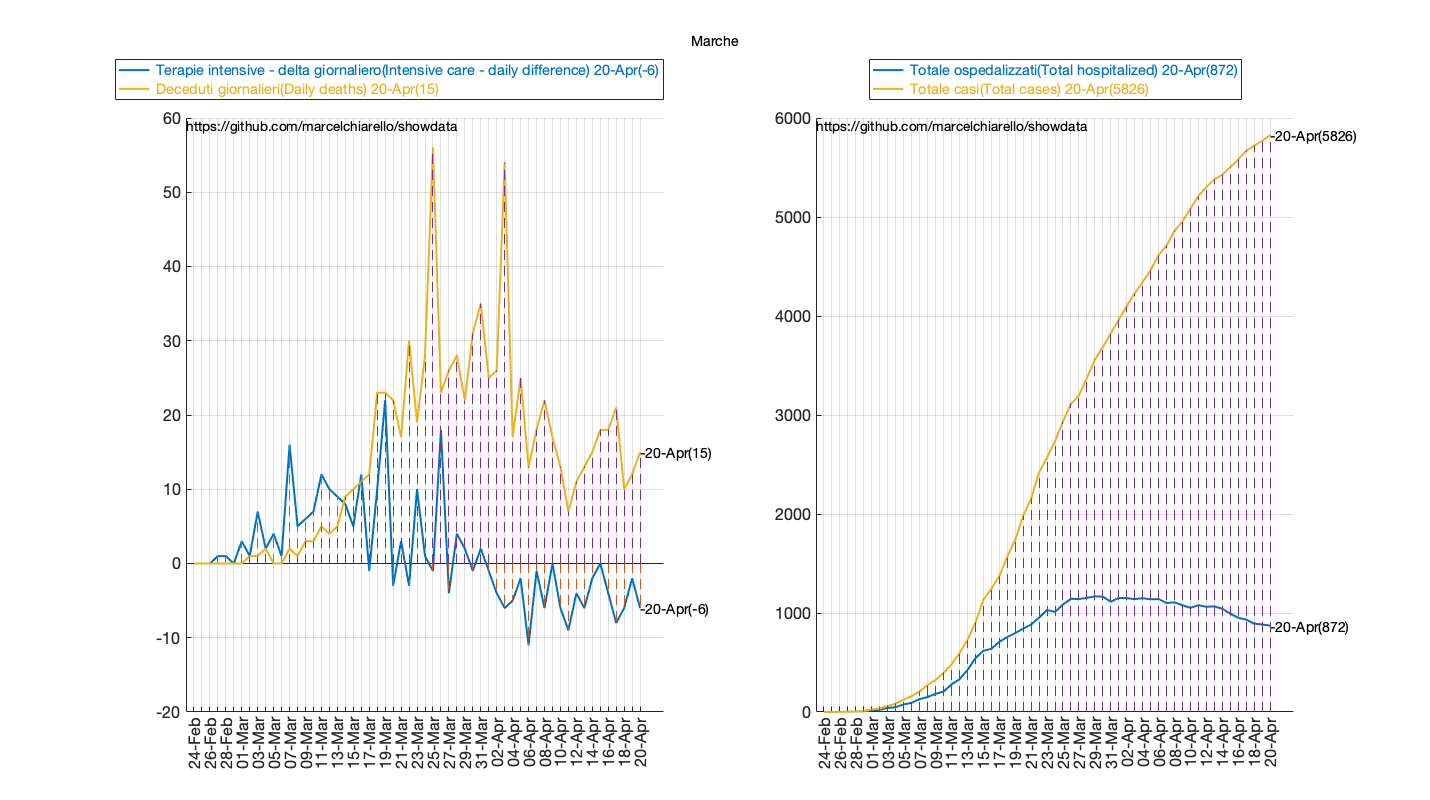 Marche
Terapie intensive - delta giornaliero(Intensive care - daily difference) 20-Apr(-6)
Deceduti giornalieri(Daily deaths) 20-Apr(15)
https://github.com/marcelchiarello/showdata
60
50
40
30
20
10
0
-10
-20
-20-Apr(15)
-20-Apr(-6)
24-Feb
26-Feb
28-Feb
01-Mar
03-Mar
05-Mar
07-Mar
09-Mar
11-Mar
13-Mar
15-Mar
17-Mar
19-Mar
21-Mar
23-Mar
25-Mar
27-Mar
29-Mar
31-Mar
02-Apr
04-Apr
06-Apr
08-Apr
10-Apr
12-Apr
14-Apr
16-Apr
18-Apr
20-Apr
Totale ospedalizzati(Total hospitalized) 20-Apr(872)
Totale casi(Total cases) 20-Apr(5826)
https://github.com/marcelchiarello/showdata
6000
5000
4000
3000
2000
1000
0
-20-Apr(5826)
-20-Apr(872)
24-Feb
26-Feb
28-Feb
01-Mar
03-Mar
05-Mar
07-Mar
09-Mar
11-Mar
13-Mar
15-Mar
17-Mar
19-Mar
21-Mar
23-Mar
25-Mar
27-Mar
29-Mar
31-Mar
02-Apr
04-Apr
06-Apr
08-Apr
10-Apr
12-Apr
14-Apr
16-Apr
18-Apr
20-Apr